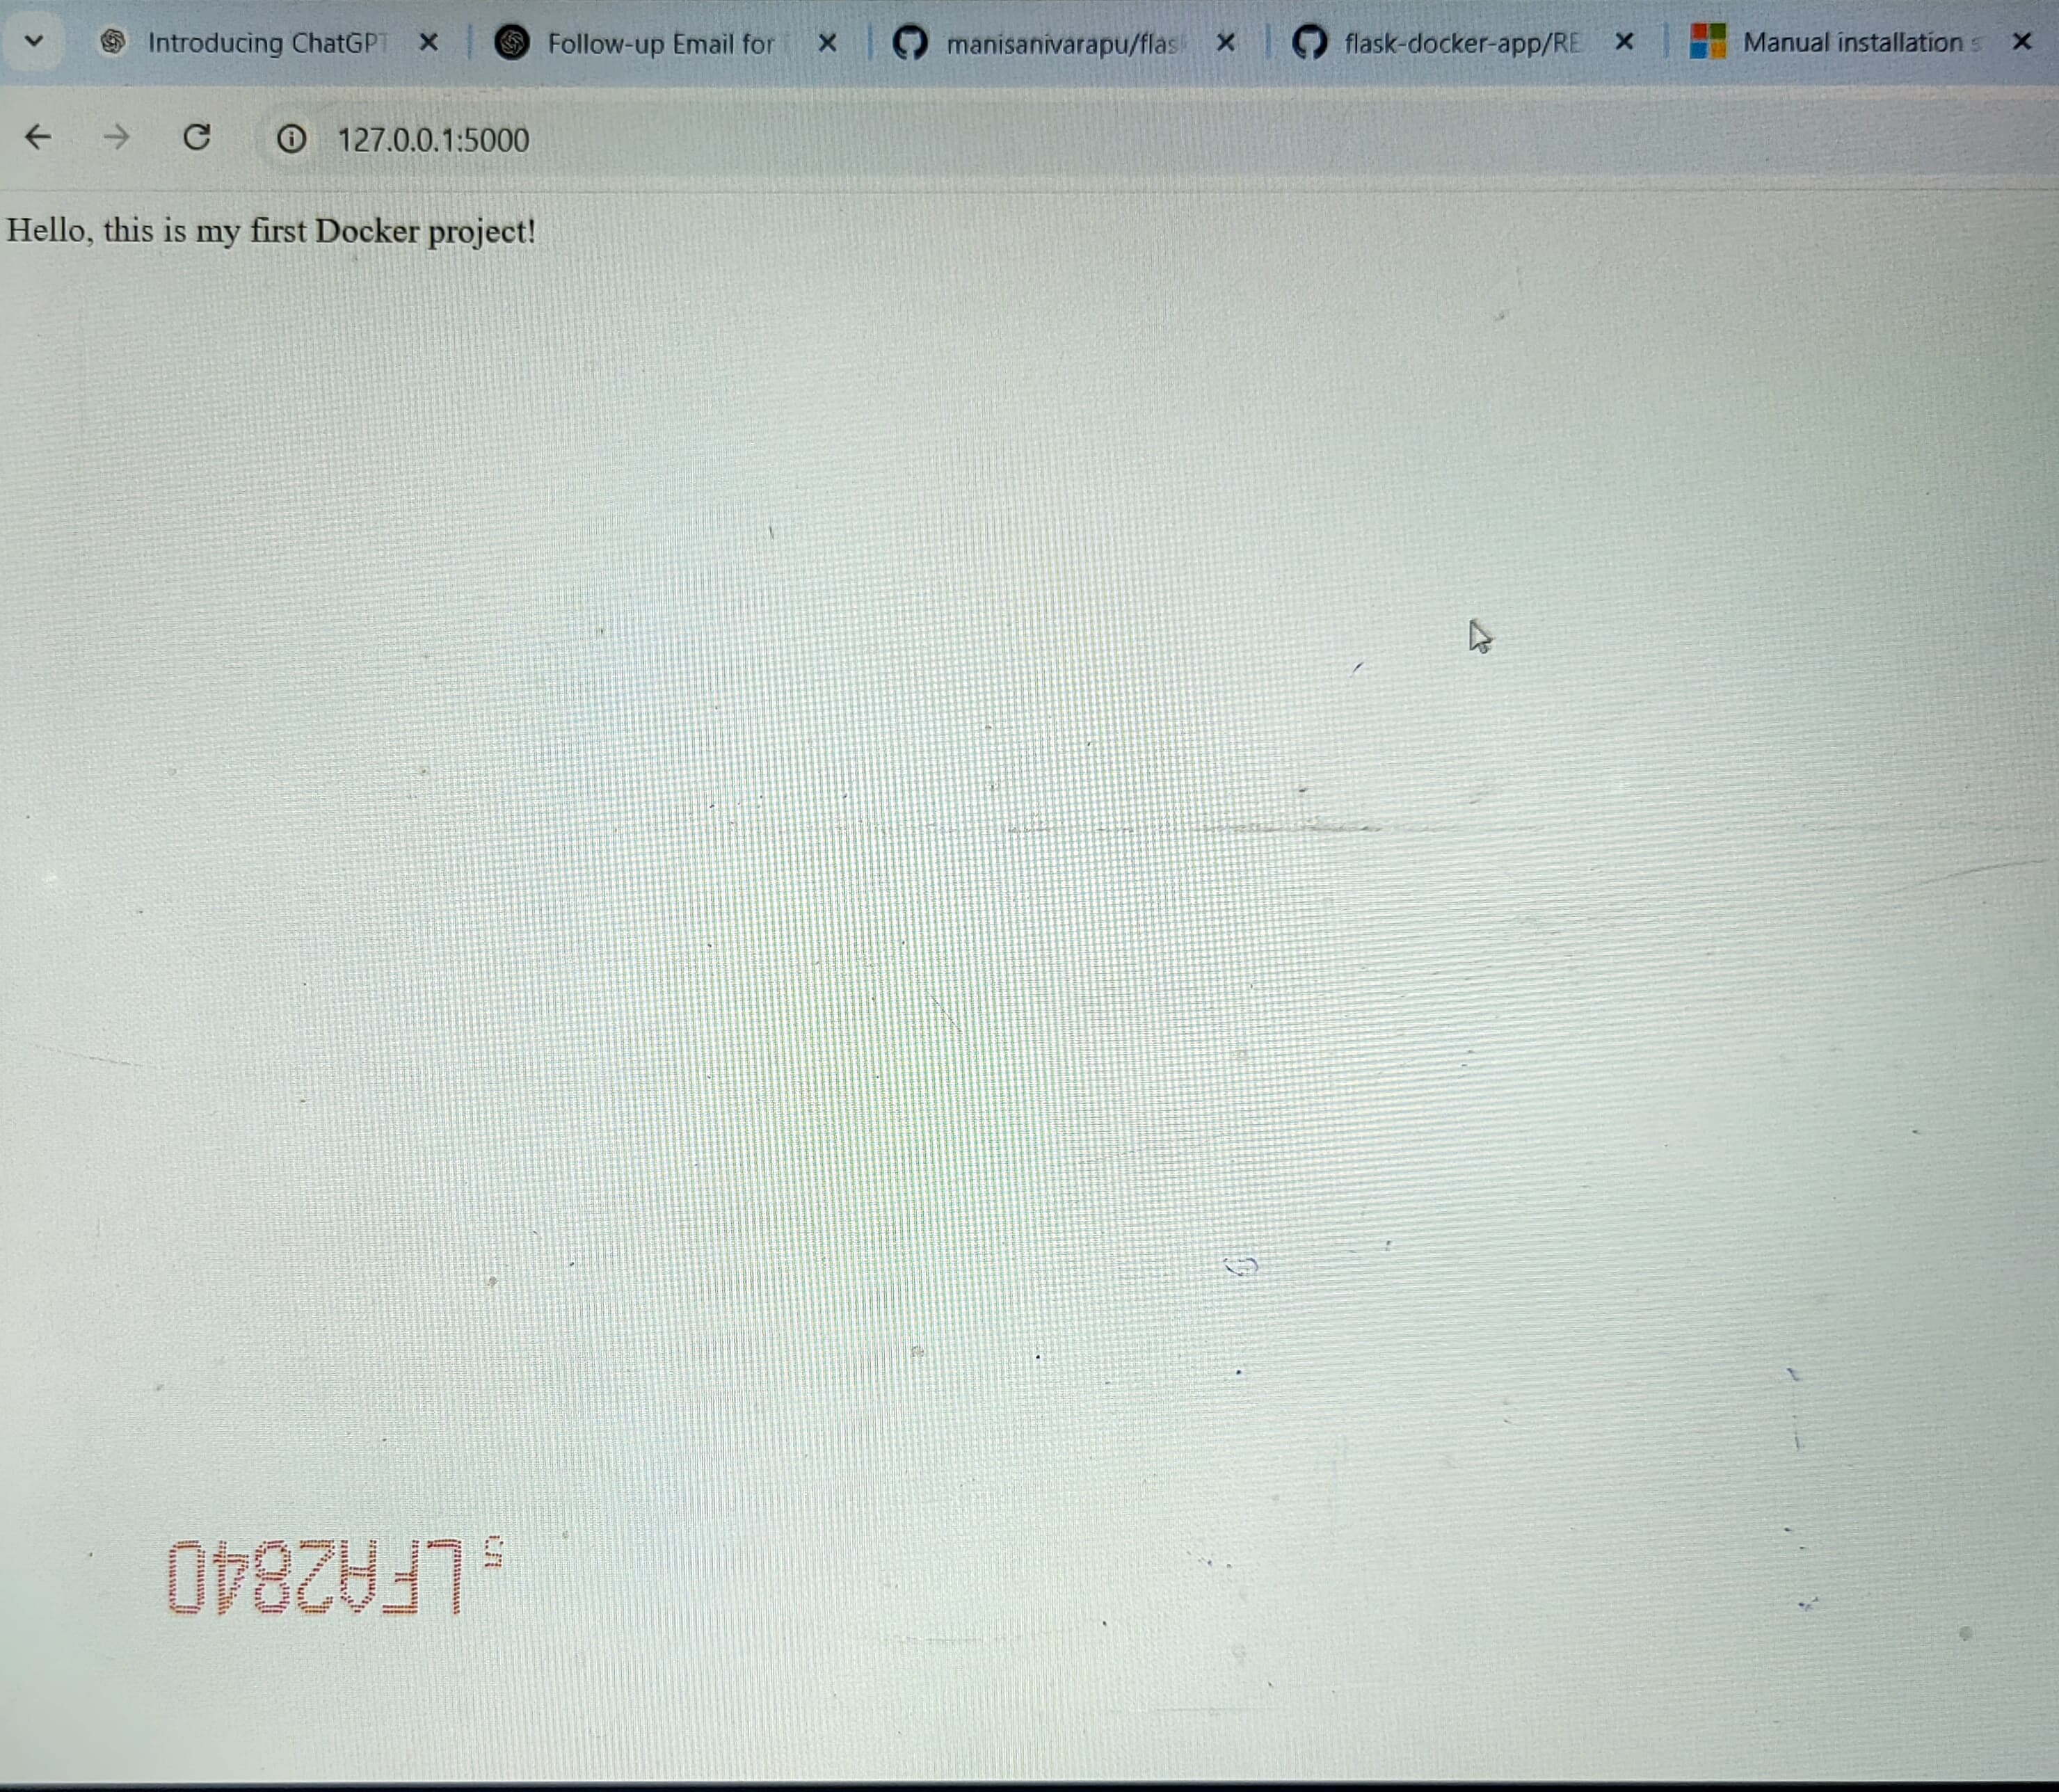 Introducing ChatGPT
Follow-up Email for
manisanivarapu/flas
flask-docker-app/RE
Manual installation s
127.0.0.1:5000
Hello, this is my first Docker project!
S LFA2840